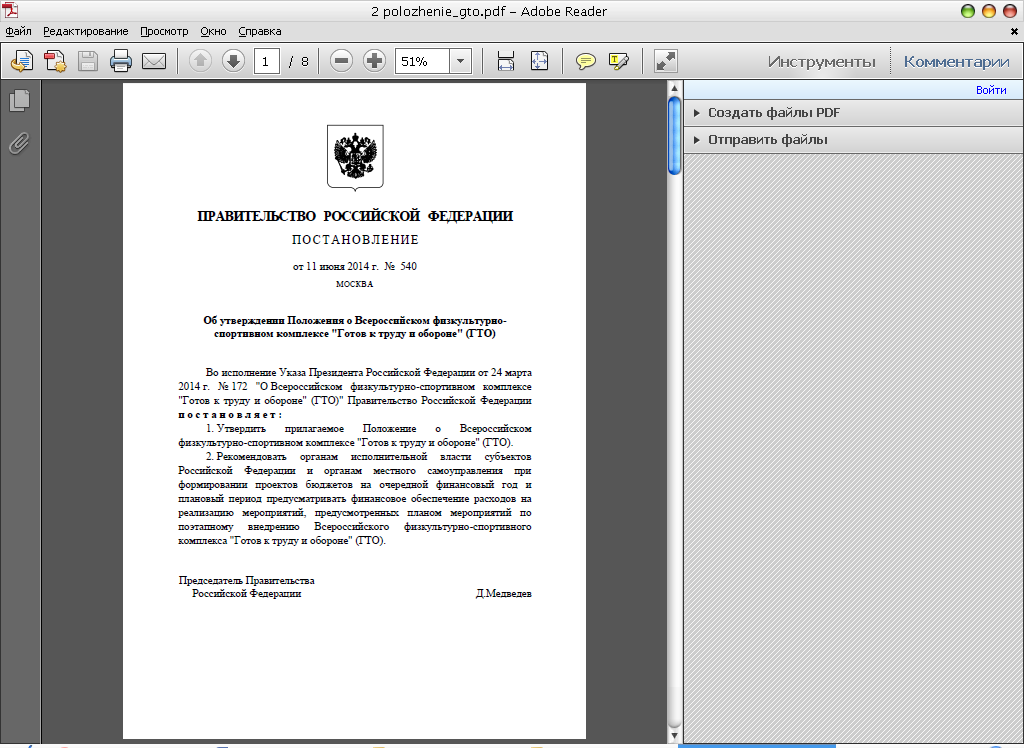 2 polozhenie_gto.pdf - Adobe Reader
Файл Редактирование Просмотр Окно Справка
1 / 8 51% Инструменты Комментарии
Войти
Создать файлы PDF
Отправить файлы
ПРАВИТЕЛЬСТВО РОССИЙСКОЙ ФЕДЕРАЦИИ
ПОСТАНОВЛЕНИЕ
от 11 июня 2014 г. № 540
МОСКВА
Об утверждении Положения о Всероссийском физкультурно-
спортивном комплексе "Готов к труду и обороне" (ГТО)
Во исполнение Указа Президента Российской Федерации от 24 марта
2014 г. № 172 "О Всероссийском физкультурно-спортивном комплексе
"Готов к труду и обороне" (ГТО)" Правительство Российской Федерации
постановляет:
1. Утвердить прилагаемое Положение о Всероссийском
физкультурно-спортивном комплексе "Готов к труду и обороне" (ГТО).
2. Рекомендовать органам исполнительной власти субъектов
Российской Федерации и органам местного самоуправления при
формировании проектов бюджетов на очередной финансовый год и
плановый период предусматривать финансовое обеспечение расходов на
реализацию мероприятий, предусмотренных планом мероприятий по
поэтапному внедрению Всероссийского физкультурно-спортивного
комплекса "Готов к труду и обороне" (ГТО).
Председатель Правительства
Российской Федерации Д.Медведев